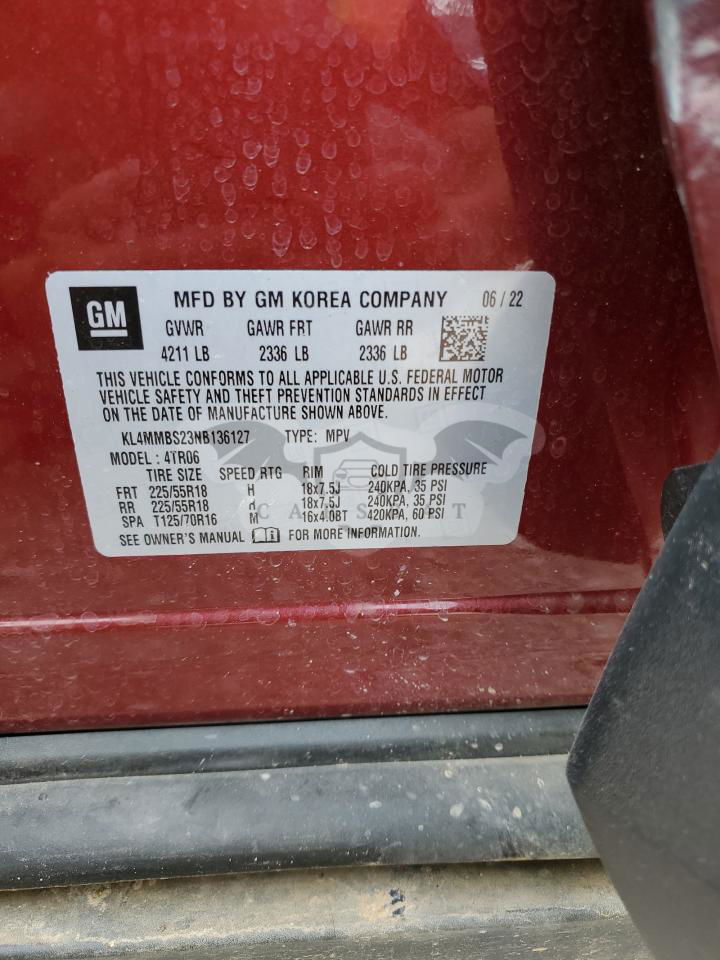 GM MFD BY GM KOREA COMPANY 06 / 22
GVWR GAWR FRT GAWR RR
4211 LB 2336 LB 2336 LB
THIS VEHICLE CONFORMS TO ALL APPLICABLE U.S. FEDERAL MOTOR
VEHICLE SAFETY AND THEFT PREVENTION STANDARDS IN EFFECT
ON THE DATE OF MANUFACTURE SHOWN ABOVE.
KL4MMBS23NB136127 TYPE: MPV
MODEL : 4TR06
TIRE SIZE SPEED RTG RIM COLD TIRE PRESSURE
FRT 225/55R18 H 18x7.5J 240KPA, 35 PSI
RR 225/55R18 H 18x7.5J 240KPA, 35 PSI
SPA T125/70R16 M 16x4.0BT 420KPA, 60 PSI
SEE OWNER'S MANUAL FOR MORE INFORMATION.